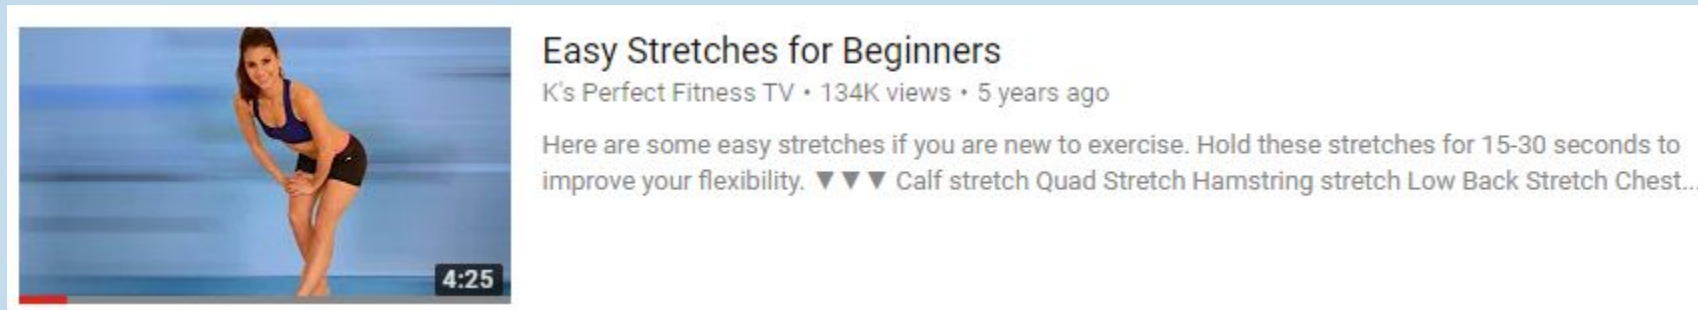 Easy Stretches for Beginners
K's Perfect Fitness TV • 134K views • 5 years ago
Here are some easy stretches if you are new to exercise. Hold these stretches for 15-30 seconds to
improve your flexibility. ▼▼▼ Calf stretch Quad Stretch Hamstring stretch Low Back Stretch Chest...
4:25